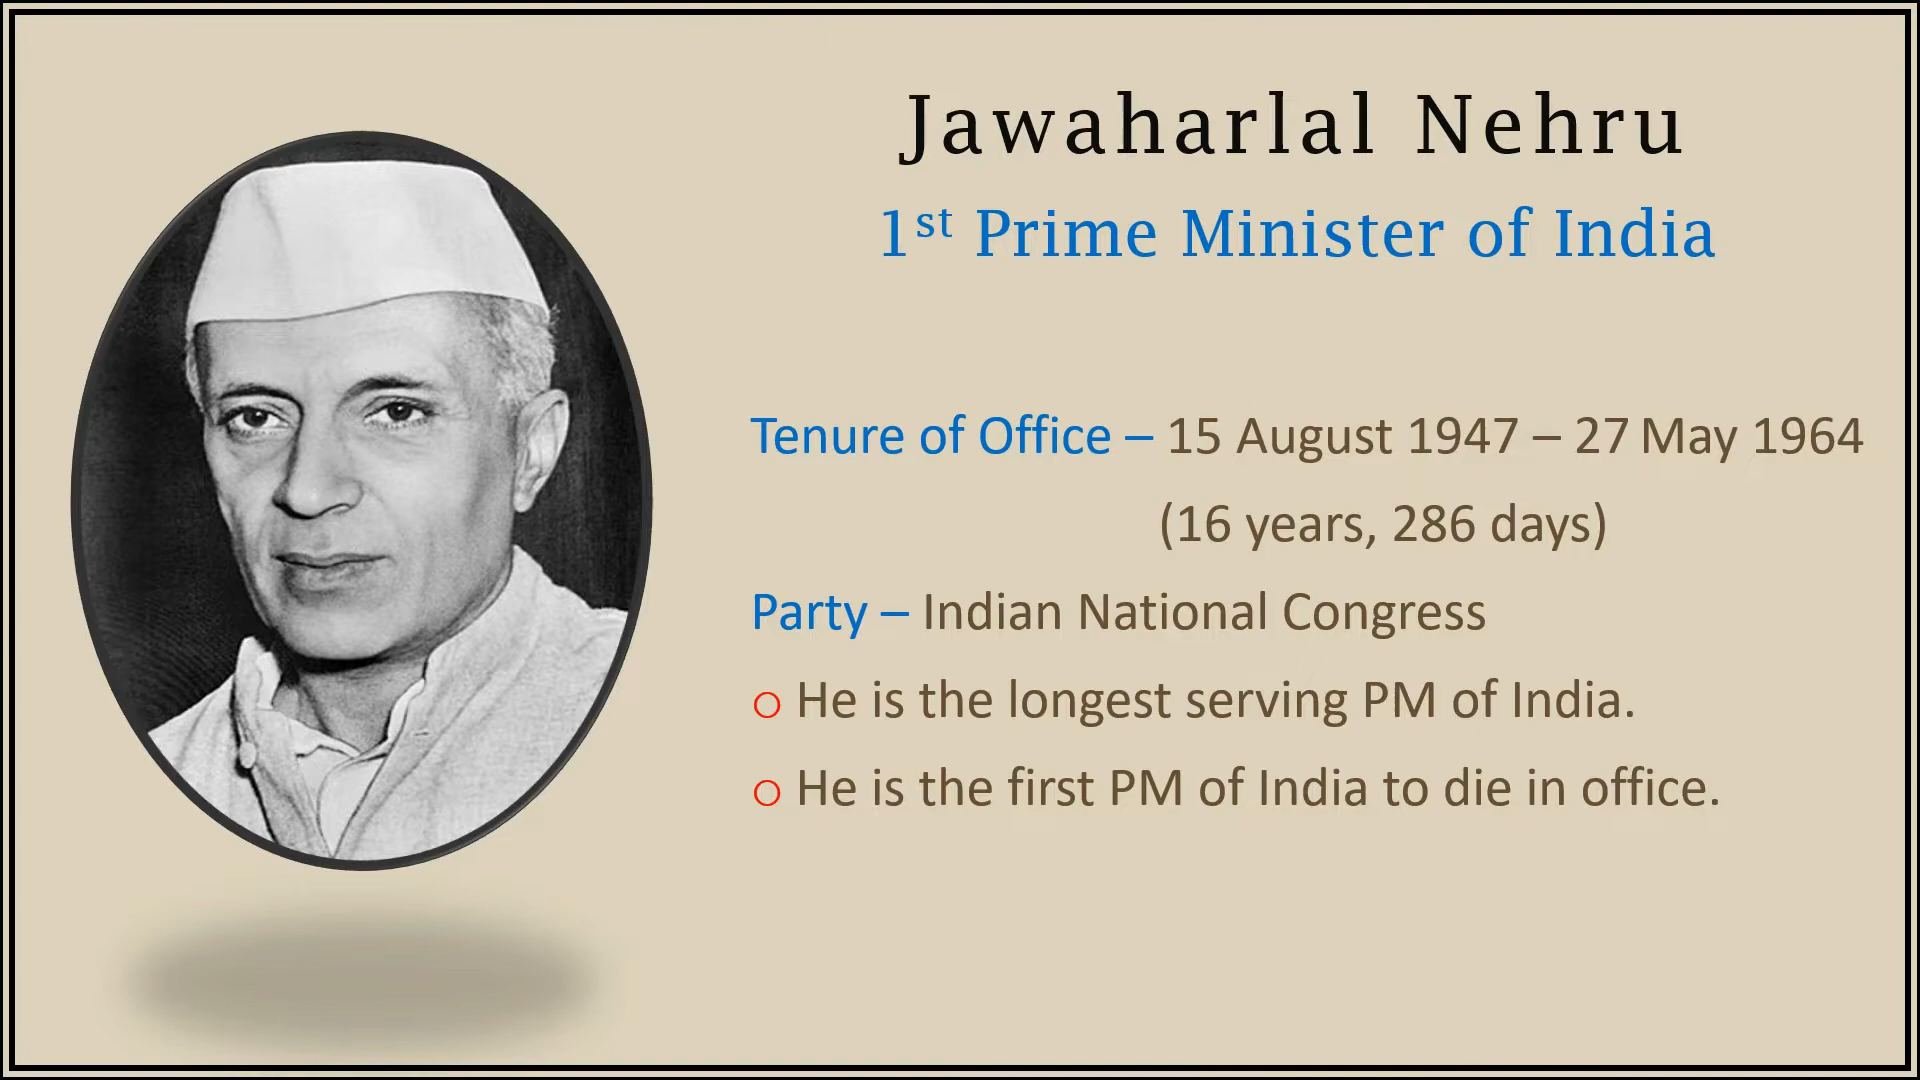 Jawaharlal Nehru
1st Prime Minister of India
Tenure of Office – 15 August 1947 – 27 May 1964
(16 years, 286 days)
Party – Indian National Congress
○ He is the longest serving PM of India.
○ He is the first PM of India to die in office.